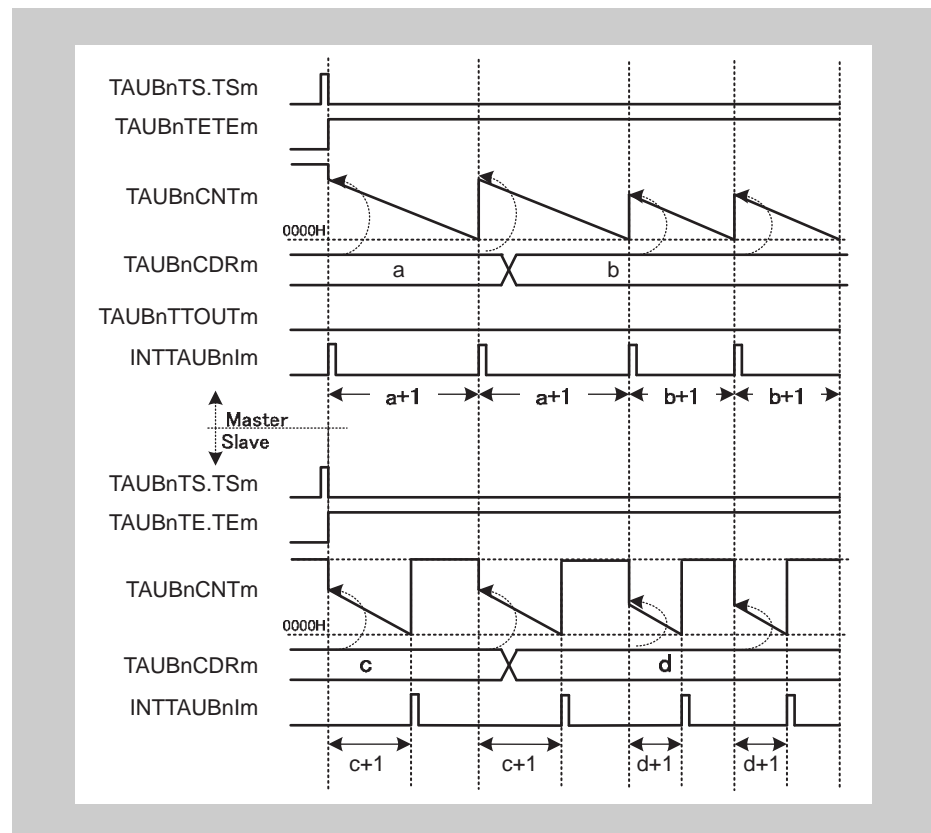 TAUBnTS.TSm
TAUBnTETEm
TAUBnCNTm
0000H
TAUBnCDRm
a
b
TAUBnTTOUTm
INTTAUBnIm
a+1
a+1
b+1
b+1
Master
Slave
TAUBnTS.TSm
TAUBnTE.TEm
TAUBnCNTm
0000H
TAUBnCDRm
c
d
INTTAUBnIm
c+1
c+1
d+1
d+1